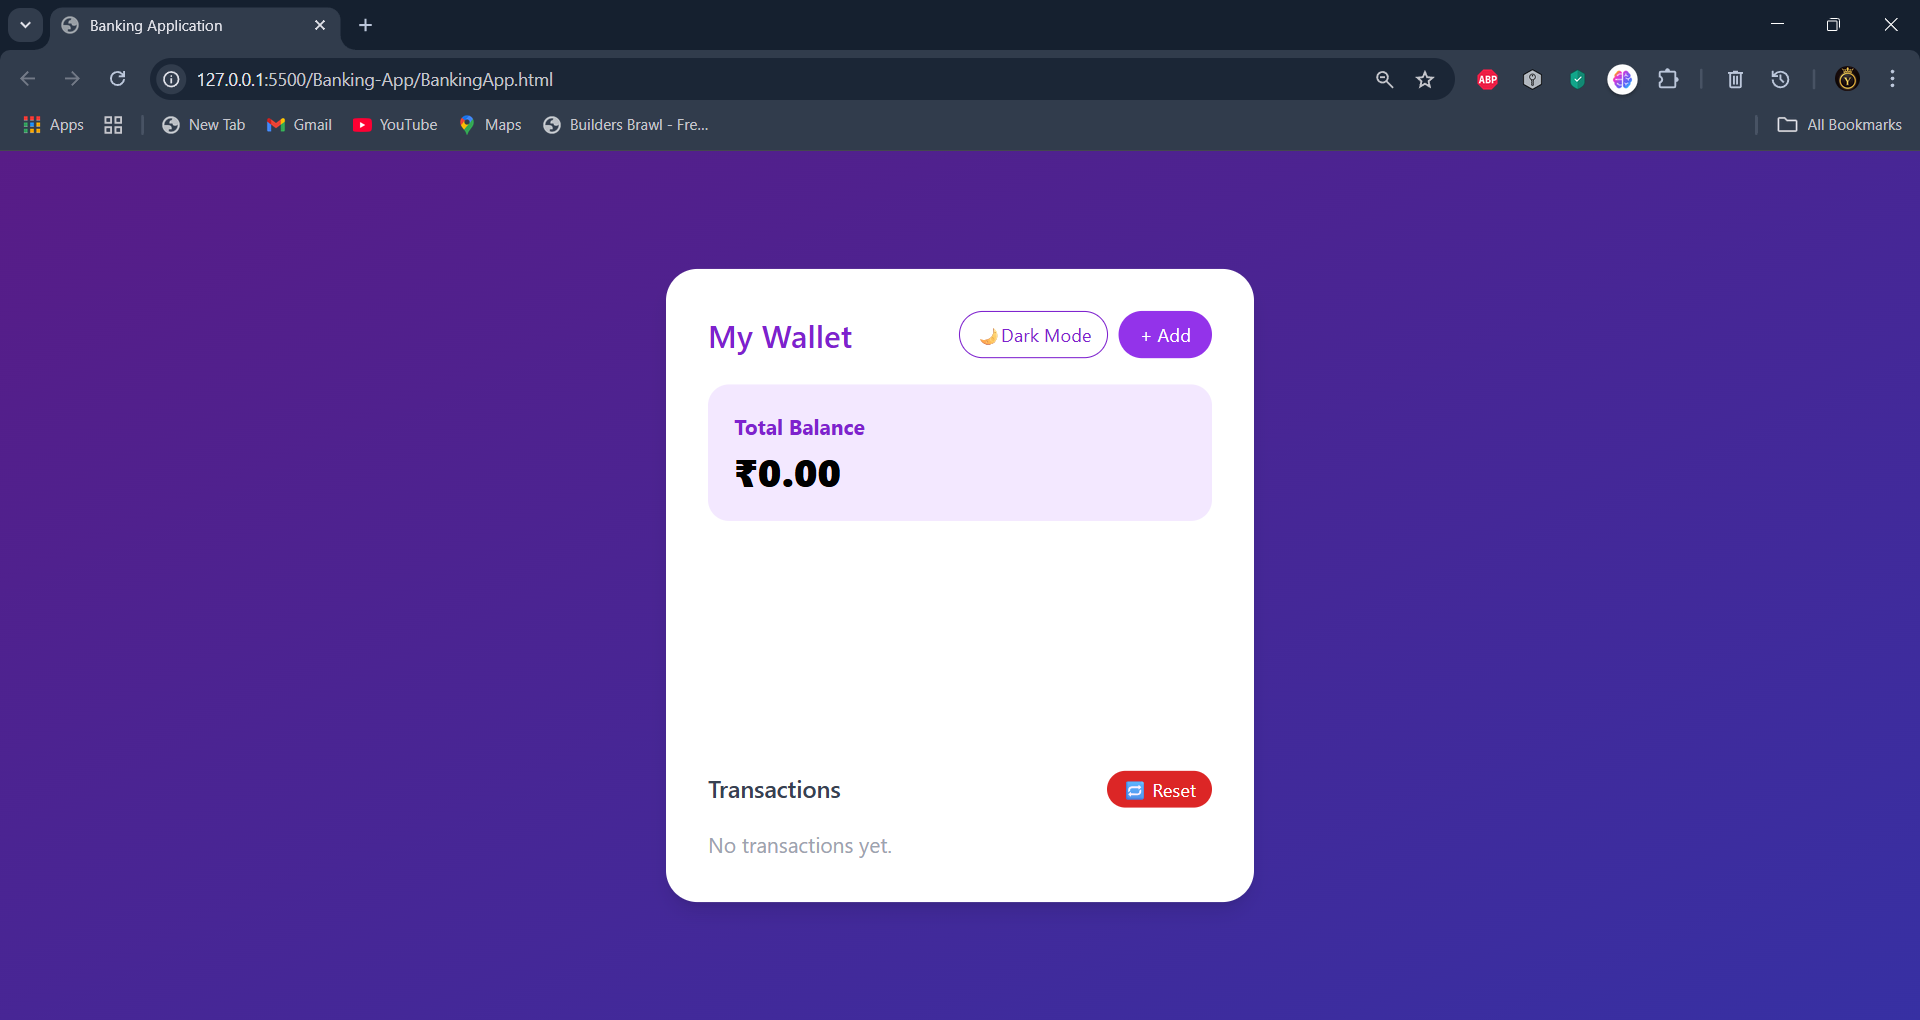 Banking Application
127.0.0.1:5500/Banking-App/BankingApp.html
ABP
Y
Apps
New Tab
Gmail
YouTube
Maps
Builders Brawl - Fre...
All Bookmarks
My Wallet
🌙Dark Mode
+ Add
Total Balance
₹0.00
Transactions
🔁 Reset
No transactions yet.